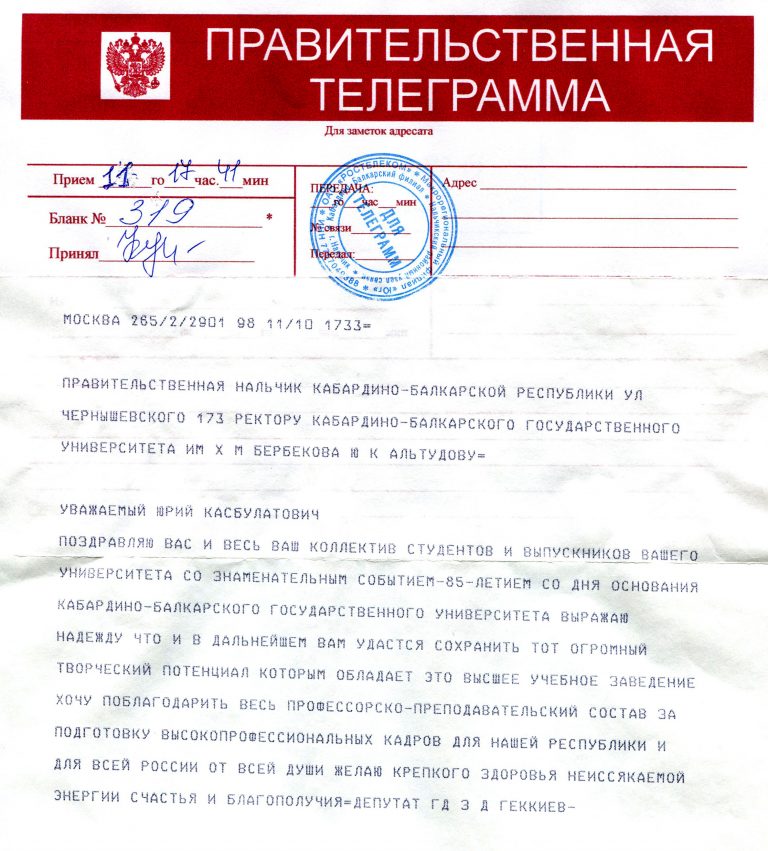 ПРАВИТЕЛЬСТВЕННАЯ
ТЕЛЕГРАММА
Для заметок адресата
Прием 11 го 17 час. 41 мин
Бланк № 319 *
Принял
ПЕРЕДАЧА:
го час мин
№ связи
Передал:
ДЛЯ ТЕЛЕГРАММ
Адрес
МОСКВА 265/2/2901 98 11/10 1733=
ПРАВИТЕЛЬСТВЕННАЯ НАЛЬЧИК КАБАРДИНО-БАЛКАРСКОЙ РЕСПУБЛИКИ УЛ
ЧЕРНЫШЕВСКОГО 173 РЕКТОРУ КАБАРДИНО-БАЛКАРСКОГО ГОСУДАРСТВЕННОГО
УНИВЕРСИТЕТА ИМ Х М БЕРБЕКОВА Ю К АЛЬТУДОВУ=
УВАЖАЕМЫЙ ЮРИЙ КАСБУЛАТОВИЧ
ПОЗДРАВЛЯЮ ВАС И ВЕСЬ ВАШ КОЛЛЕКТИВ СТУДЕНТОВ И ВЫПУСКНИКОВ ВАШЕГО
УНИВЕРСИТЕТА СО ЗНАМЕНАТЕЛЬНЫМ СОБЫТИЕМ-85-ЛЕТИЕМ СО ДНЯ ОСНОВАНИЯ
КАБАРДИНО-БАЛКАРСКОГО ГОСУДАРСТВЕННОГО УНИВЕРСИТЕТА ВЫРАЖАЮ
НАДЕЖДУ ЧТО И В ДАЛЬНЕЙШЕМ ВАМ УДАСТСЯ СОХРАНИТЬ ТОТ ОГРОМНЫЙ
ТВОРЧЕСКИЙ ПОТЕНЦИАЛ КОТОРЫМ ОБЛАДАЕТ ЭТО ВЫСШЕЕ УЧЕБНОЕ ЗАВЕДЕНИЕ
ХОЧУ ПОБЛАГОДАРИТЬ ВЕСЬ ПРОФЕССОРСКО-ПРЕПОДАВАТЕЛЬСКИЙ СОСТАВ ЗА
ПОДГОТОВКУ ВЫСОКОПРОФЕССИОНАЛЬНЫХ КАДРОВ ДЛЯ НАШЕЙ РЕСПУБЛИКИ И
ДЛЯ ВСЕЙ РОССИИ ОТ ВСЕЙ ДУШИ ЖЕЛАЮ КРЕПКОГО ЗДОРОВЬЯ НЕИССЯКАЕМОЙ
ЭНЕРГИИ СЧАСТЬЯ И БЛАГОПОЛУЧИЯ=ДЕПУТАТ ГД З Д ГЕККИЕВ-